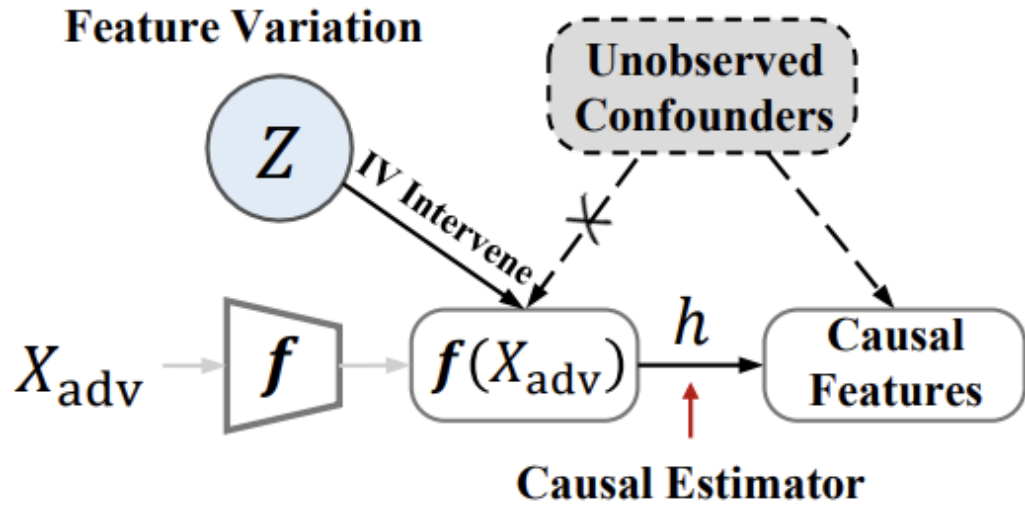 Feature Variation
Unobserved
Confounders
Z
IV Intervene
X_adv
f
f(X_adv)
h
Causal
Features
Causal Estimator